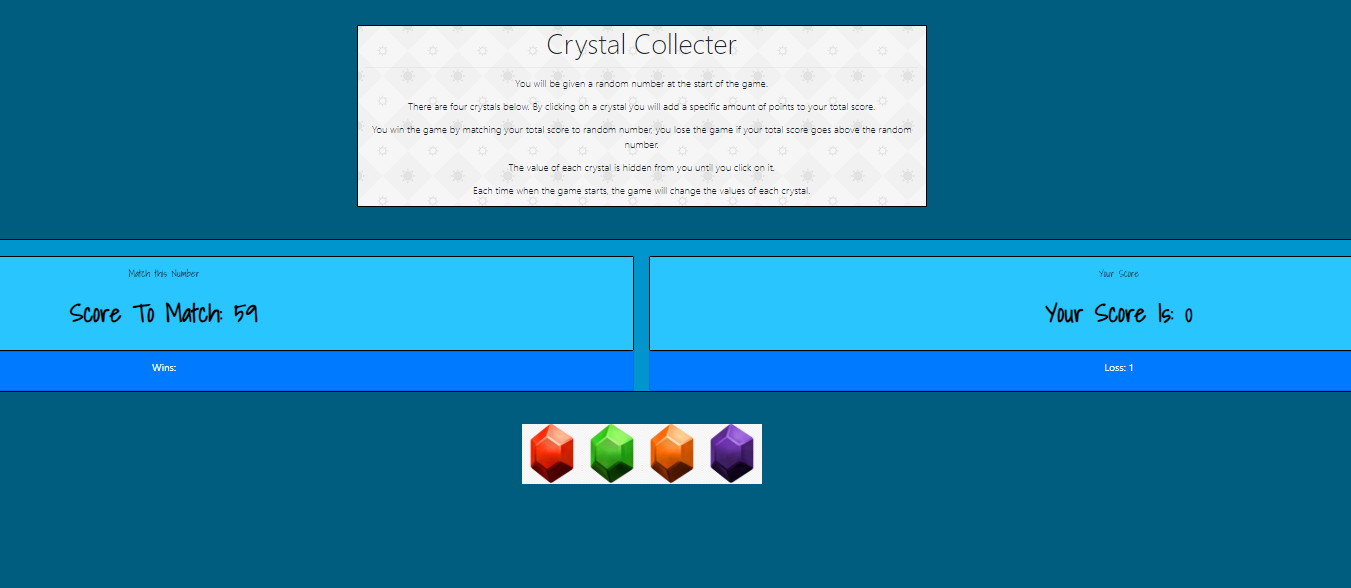 Crystal Collecter
You will be given a random number at the start of the game.
There are four crystals below. By clicking on a crystal you will add a specific amount of points to your total score.
You win the game by matching your total score to random number, you lose the game if your total score goes above the random
number.
The value of each crystal is hidden from you until you click on it.
Each time when the game starts, the game will change the values of each crystal.
Match this Number
Score To Match: 59
Wins:
Your Score
Your Score Is: 0
Loss: 1